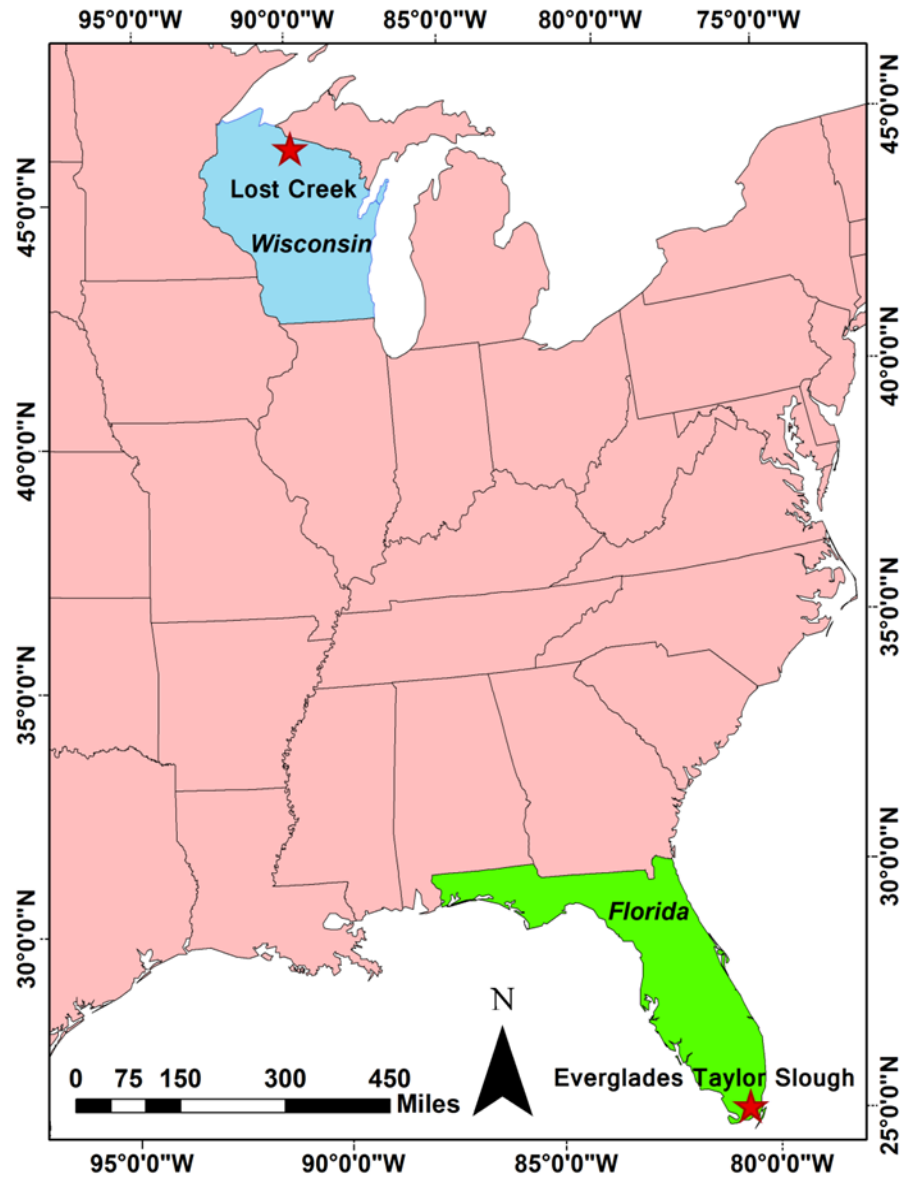 95°0'0"W 90°0'0"W 85°0'0"W 80°0'0"W 75°0'0"W
45°0'0"N
45°0'0"N
Lost Creek
Wisconsin
40°0'0"N
40°0'0"N
35°0'0"N
35°0'0"N
30°0'0"N
Florida
30°0'0"N
N
Everglades Taylor Slough
0 75 150 300 450
Miles
25°0'0"N
95°0'0"W 90°0'0"W 85°0'0"W 80°0'0"W